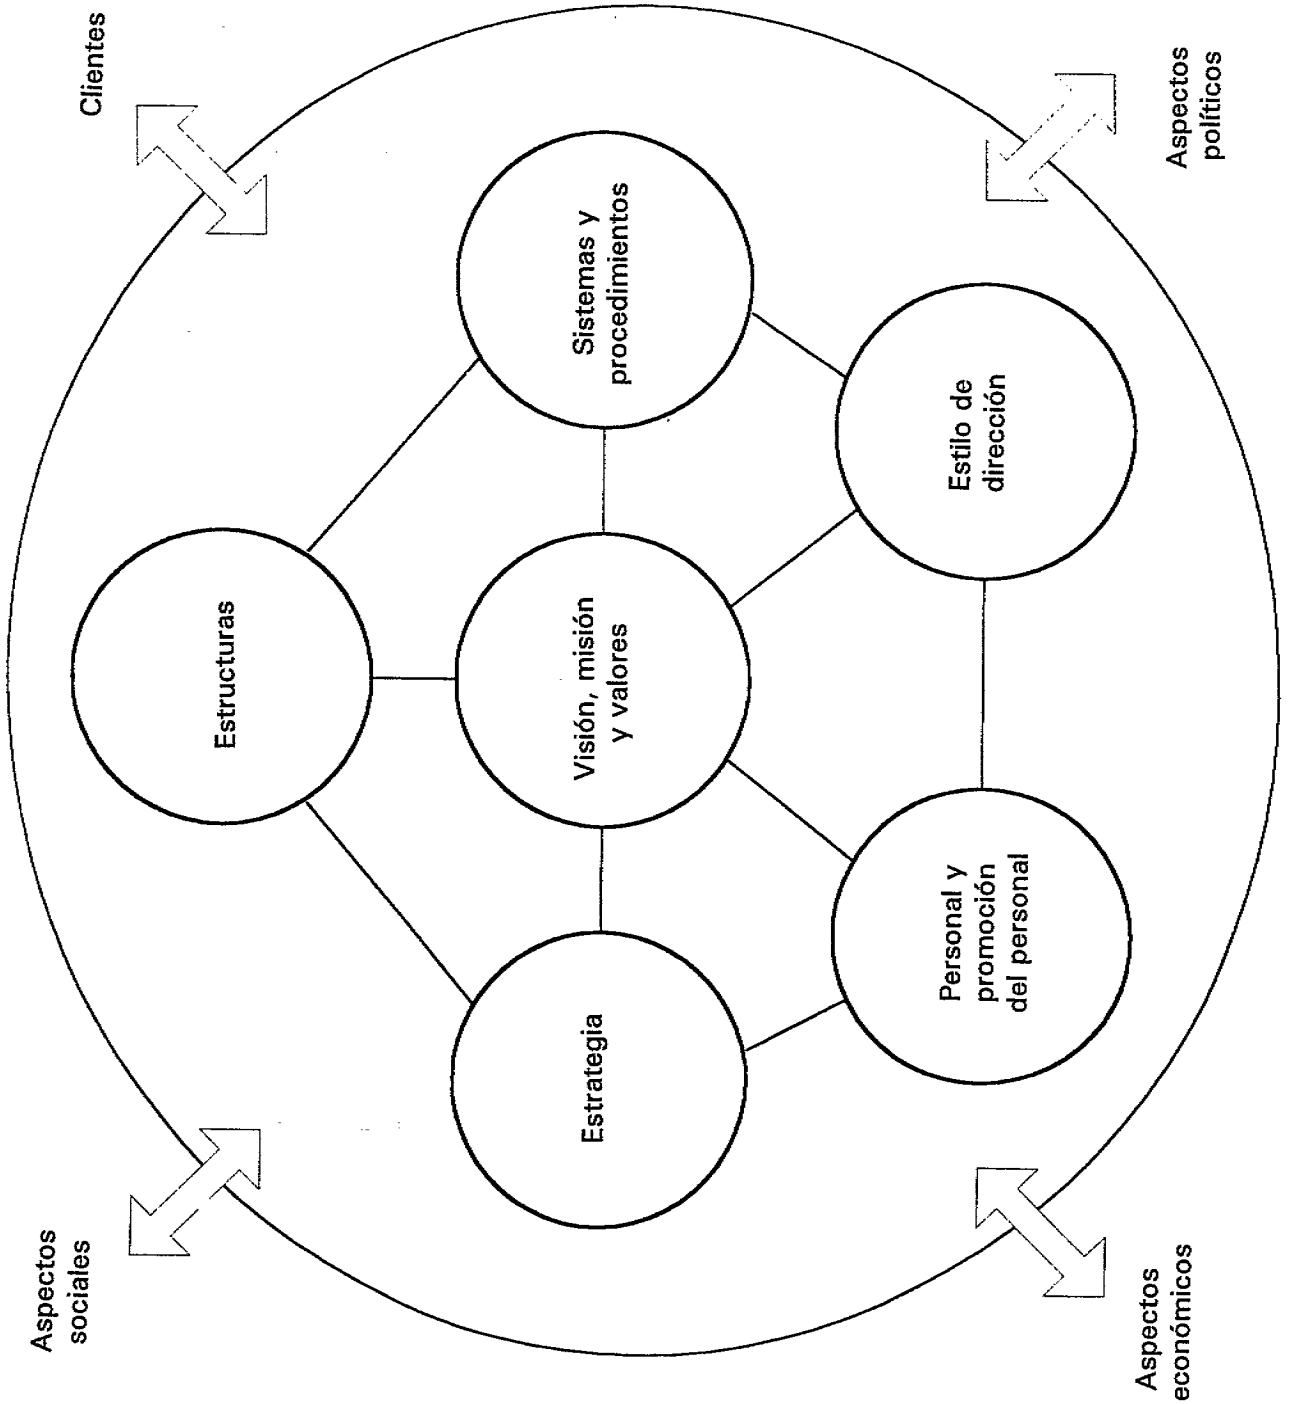 Aspectos
sociales
Clientes
Estructuras
Estrategia
Visión, misión
y valores
Sistemas y
procedimientos
Personal y
promoción
del personal
Estilo de
dirección
Aspectos
económicos
Aspectos
políticos